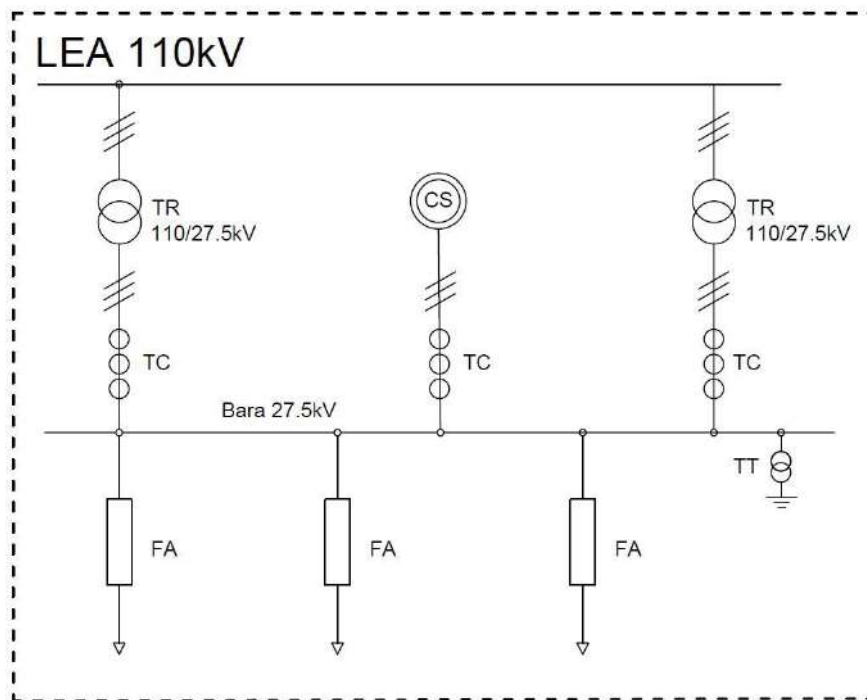 LEA 110kV
TR
110/27.5kV
CS
TR
110/27.5kV
TC
TC
TC
Bara 27.5kV
TT
FA
FA
FA